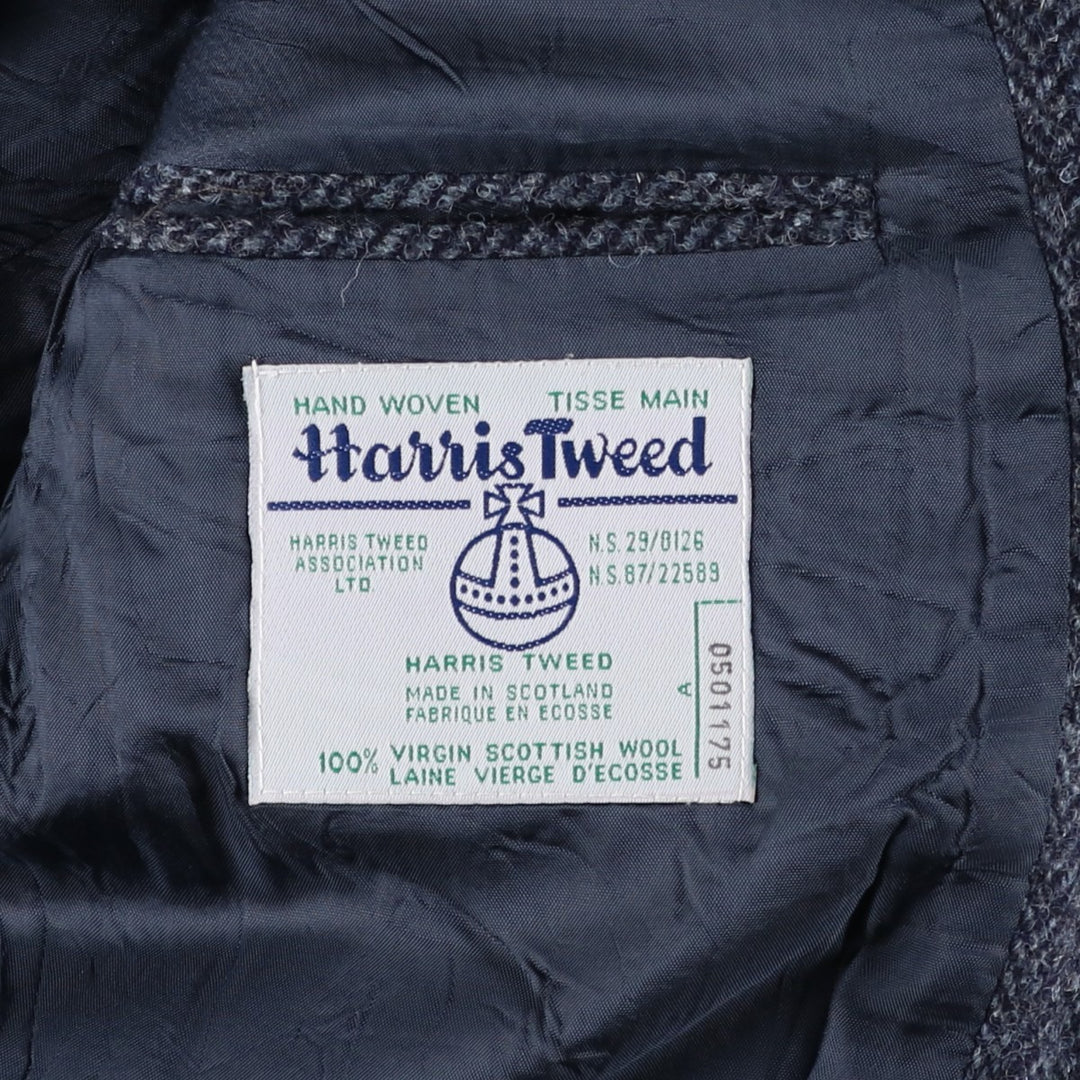 HAND WOVEN TISSE MAIN
Harris Tweed
HARRIS TWEED
ASSOCIATION
LTD
N.S. 29/8126
N.S. 87/22589
HARRIS TWEED
MADE IN SCOTLAND
FABRIQUE EN ECOSSE
100% VIRGIN SCOTTISH WOOL
LAINE VIERGE D'ECOSSE
A
0501175